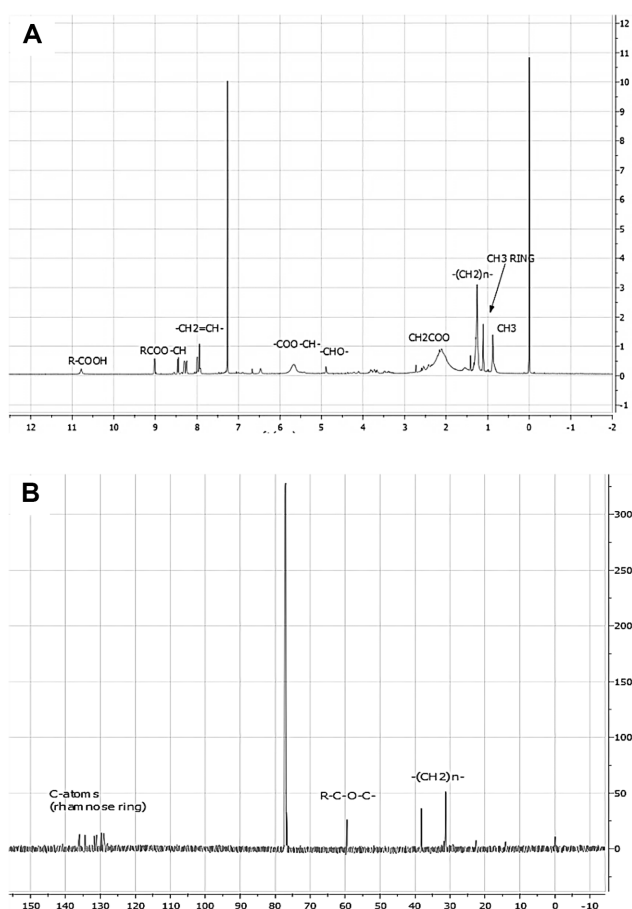 A
12
11
10
9
8
7
6
5
4
3
2
1
0
-1
CH3 RING
-(CH2)n-
-CH2=CH-
CH3
CH2COO
-COO-CH-
RCOO-CH
R-COOH
-CHO-
12 11 10 9 8 7 6 5 4 3 2 1 0 -1 -2
B
300
250
200
150
100
50
0
-(CH2)n-
C-atoms
(rhamnose ring)
R-C-O-C-
150 140 130 120 110 100 90 80 70 60 50 40 30 20 10 0 -10